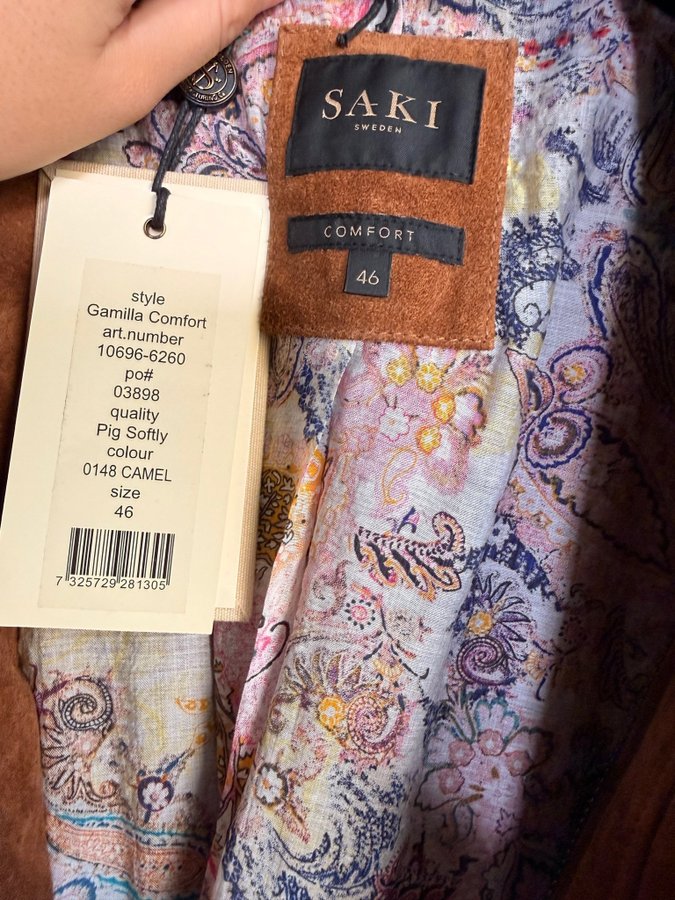 SAKI
SWEDEN
COMFORT
46
style
Gamilla Comfort
art.number
10696-6260
po#
03898
quality
Pig Softly
colour
0148 CAMEL
size
46
7 325729 281305